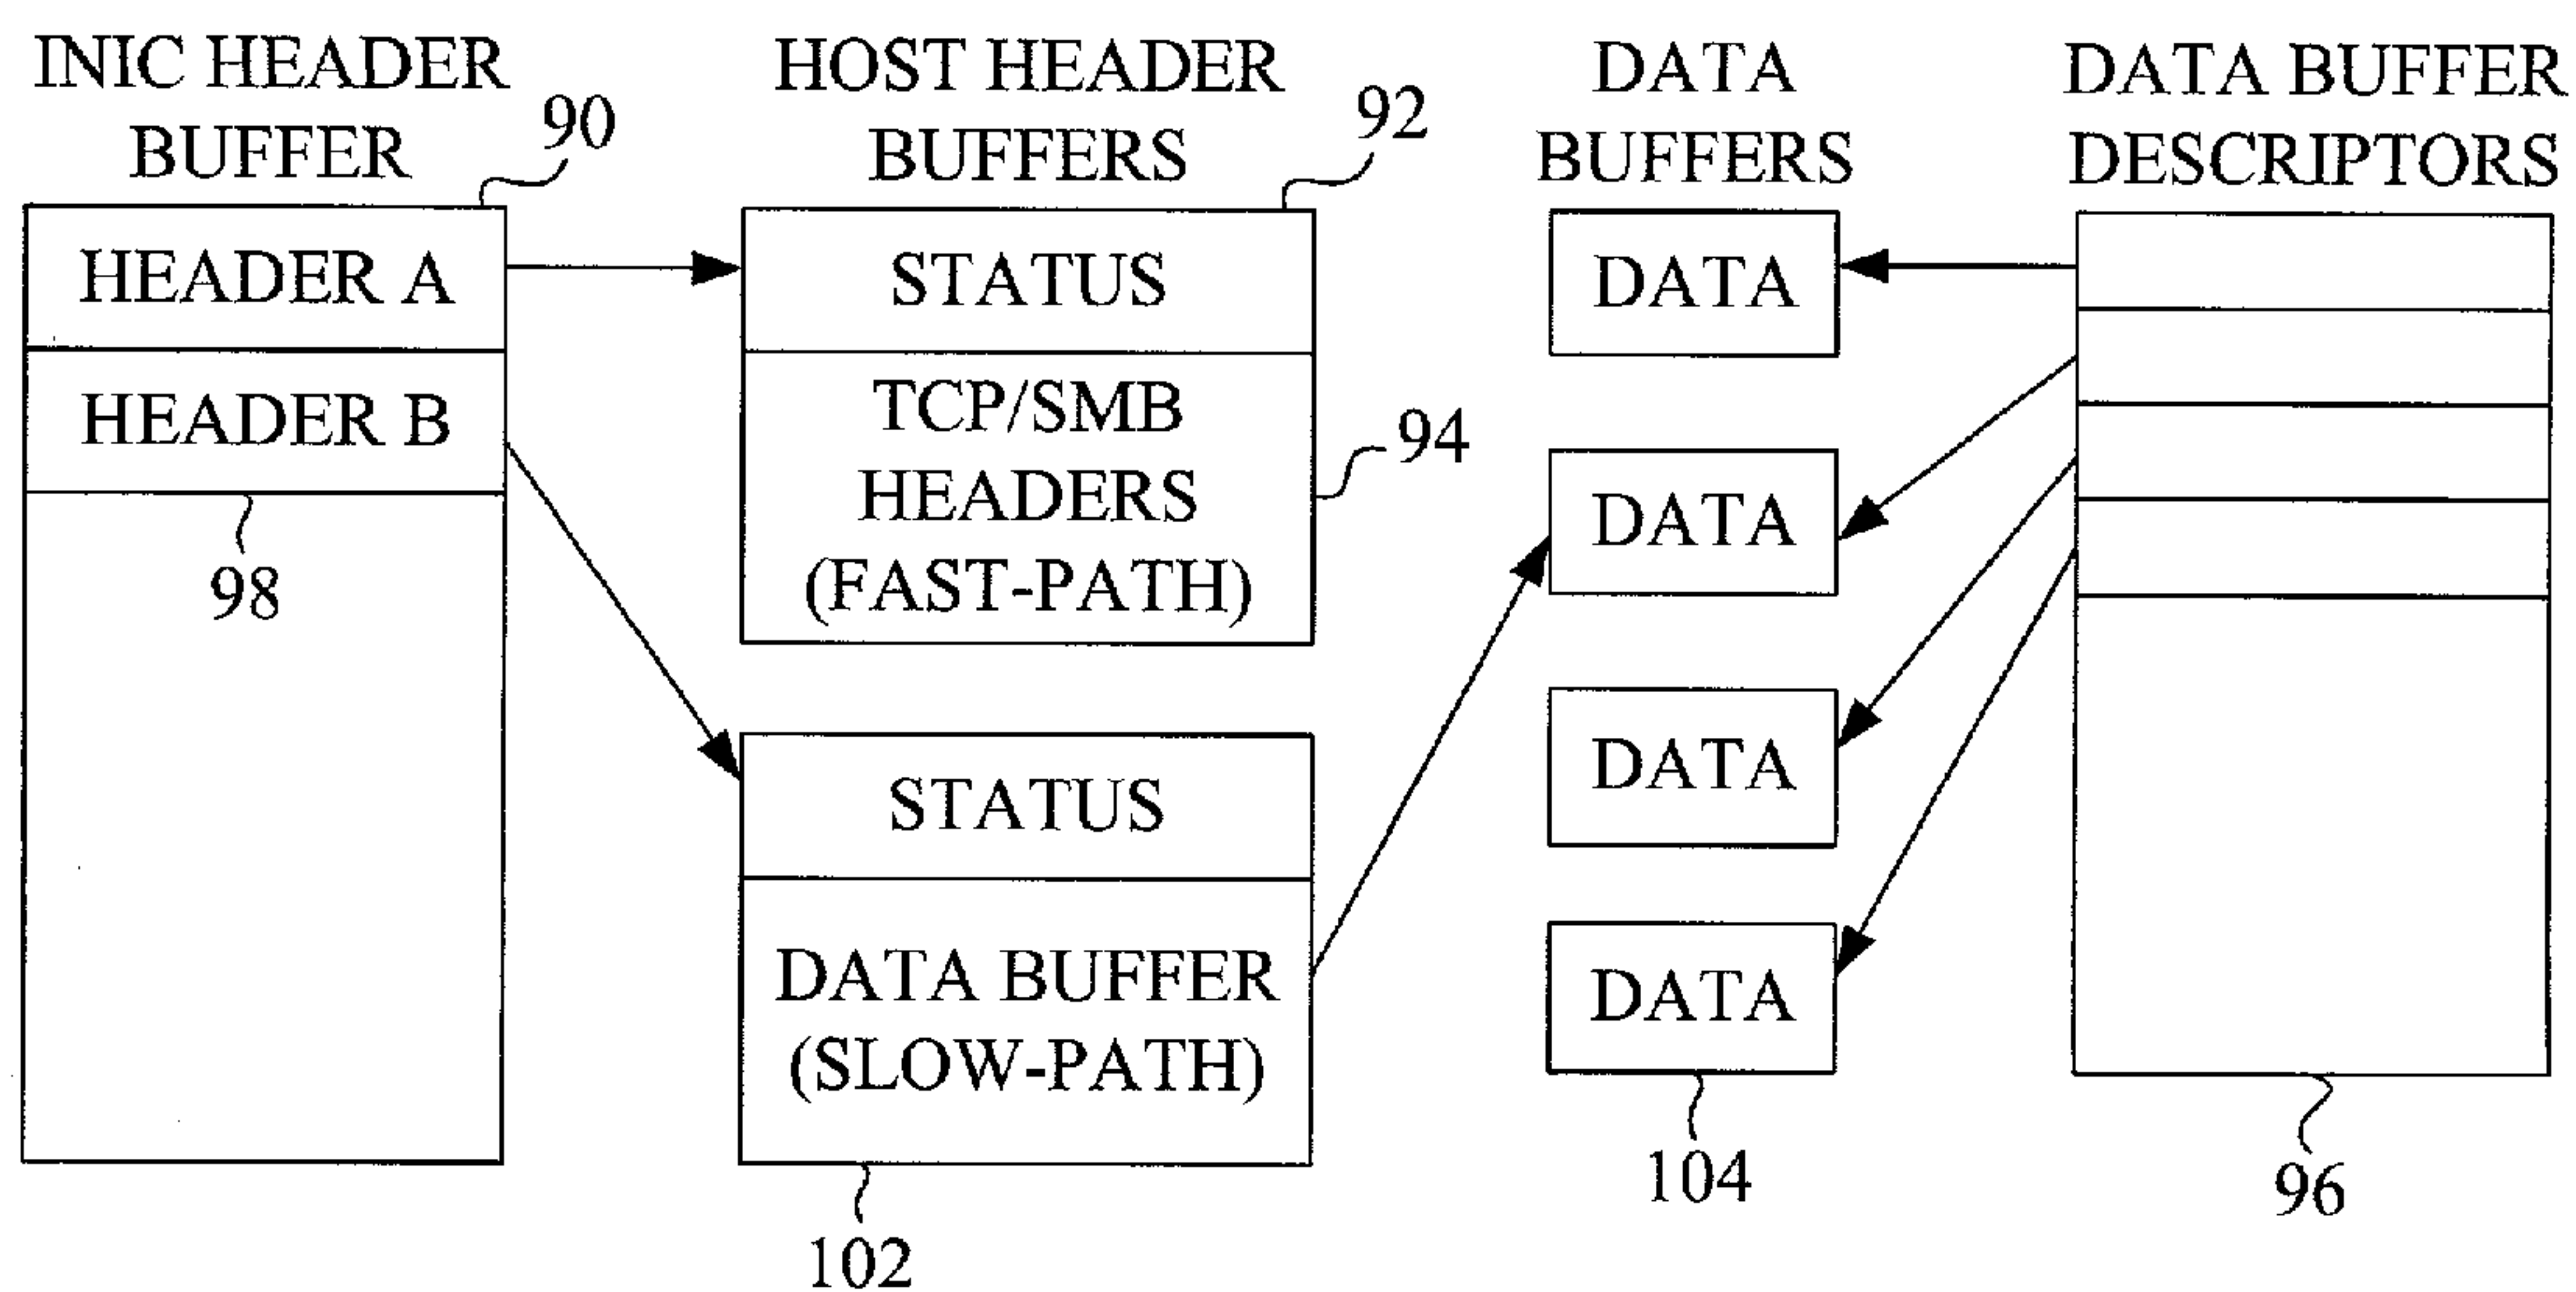 INIC HEADER
BUFFER
90
HEADER A
HEADER B
98
HOST HEADER
BUFFERS
92
STATUS
TCP/SMB
HEADERS
(FAST-PATH)
94
STATUS
DATA BUFFER
(SLOW-PATH)
102
DATA
BUFFERS
DATA
DATA
DATA
DATA
104
DATA BUFFER
DESCRIPTORS
96